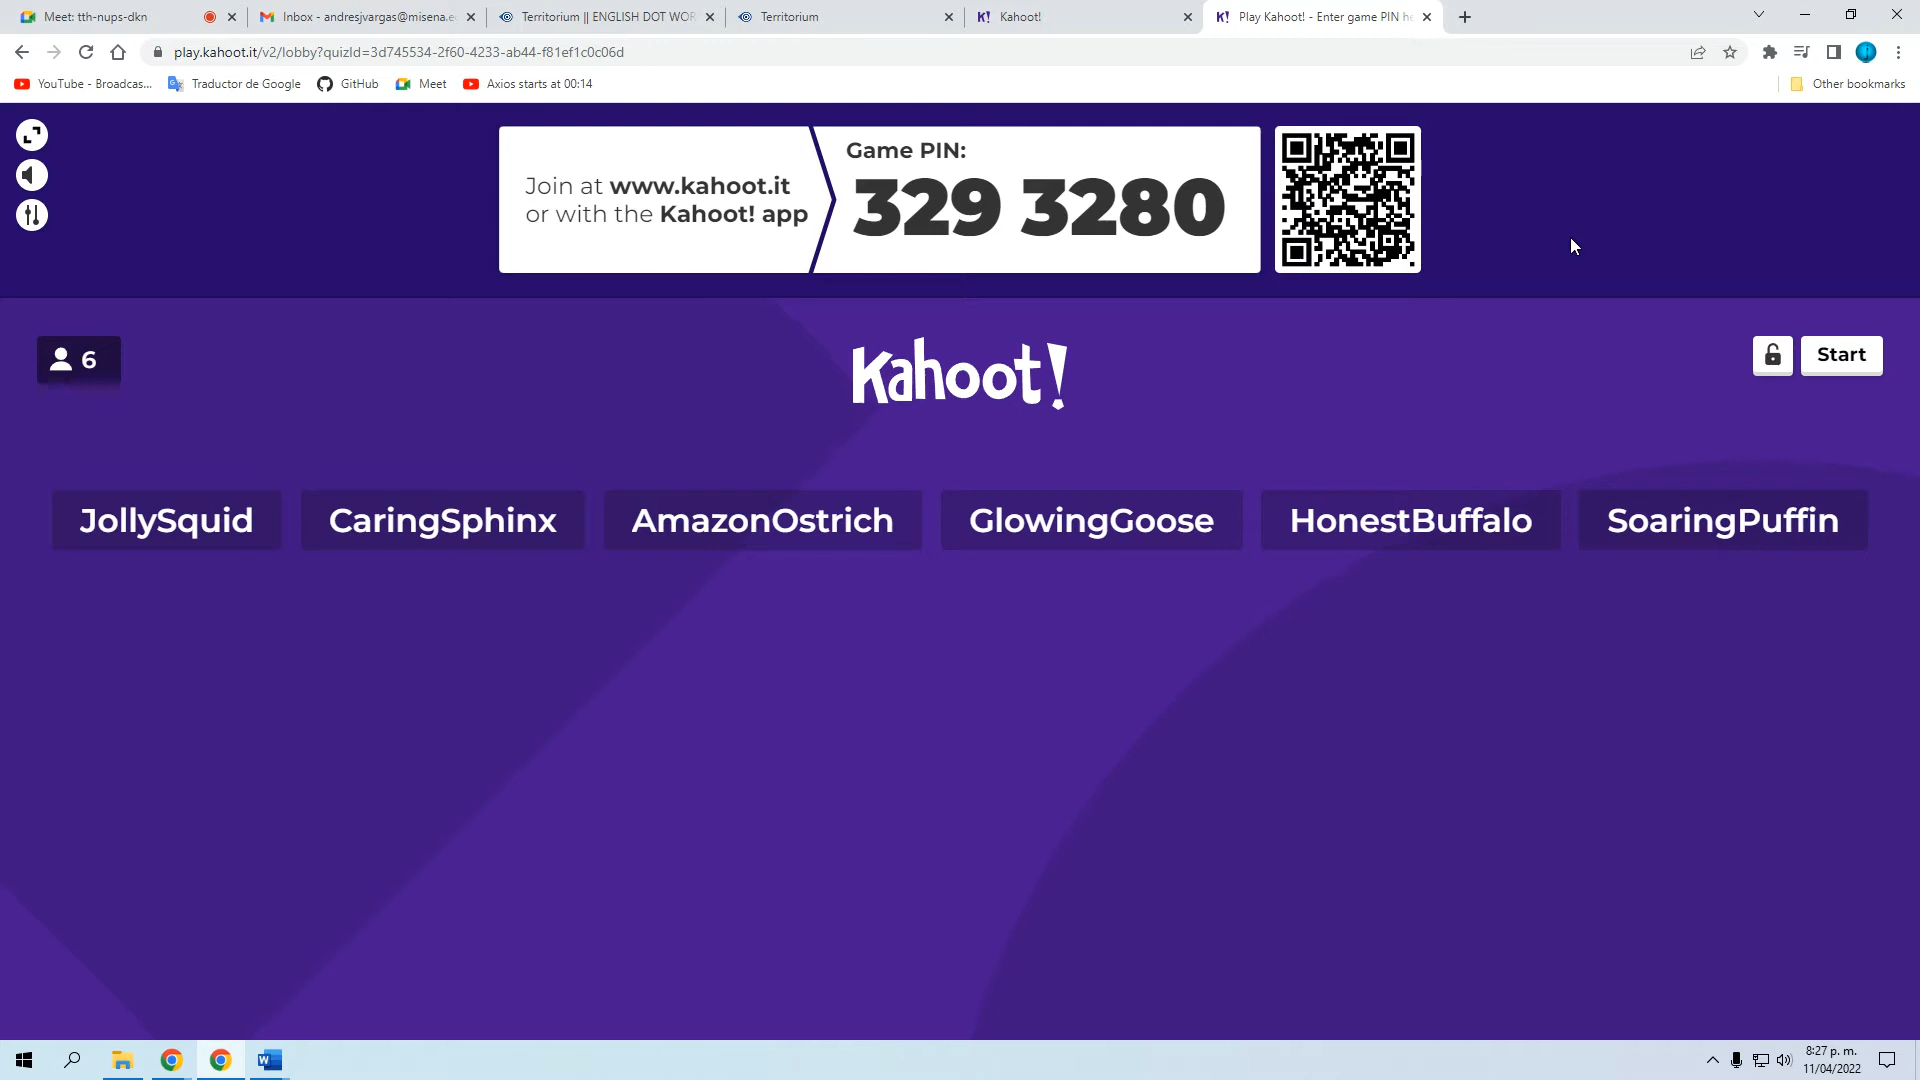 Meet: tth-nups-dkn
Inbox - andresjvargas@misena.e
Territorium || ENGLISH DOT WOR
Territorium
Kahoot!
Play Kahoot! - Enter game PIN he
play.kahoot.it/v2/lobby?quizId=3d745534-2f60-4233-ab44-f81ef1c0c06d
YouTube - Broadcas...
Traductor de Google
GitHub
Meet
Axios starts at 00:14
Other bookmarks
Join at www.kahoot.it
or with the Kahoot! app
Game PIN:
329 3280
6
Kahoot!
Start
JollySquid
CaringSphinx
AmazonOstrich
GlowingGoose
HonestBuffalo
SoaringPuffin
8:27 p. m.
11/04/2022